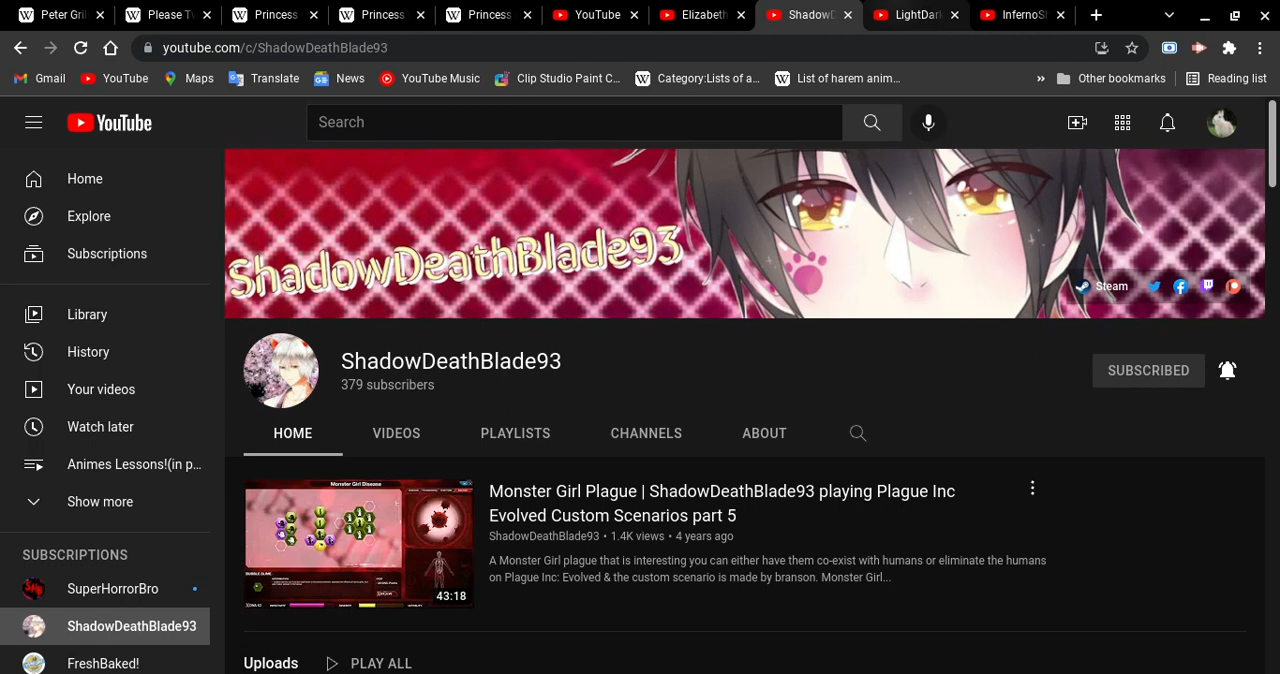 Peter Gril
Please Tv
Princess
Princess
Princess
YouTube
Elizabeth
ShadowD
LightDark
InfernoSh
youtube.com/c/ShadowDeathBlade93
Gmail
YouTube
Maps
Translate
News
YouTube Music
Clip Studio Paint C...
Category:Lists of a...
List of harem anim...
»
Other bookmarks
Reading list
YouTube
Search
Home
Explore
Subscriptions
Library
History
Your videos
Watch later
Animes Lessons!(in p...
Show more
SUBSCRIPTIONS
SuperHorrorBro
ShadowDeathBlade93
FreshBaked!
ShadowDeathBlade93
Steam
ShadowDeathBlade93
379 subscribers
SUBSCRIBED
HOME
VIDEOS
PLAYLISTS
CHANNELS
ABOUT
Monster Girl Disease
43:18
Monster Girl Plague | ShadowDeathBlade93 playing Plague Inc
Evolved Custom Scenarios part 5
ShadowDeathBlade93 • 1.4K views • 4 years ago
A Monster Girl plague that is interesting you can either have them co-exist with humans or eliminate the humans
on Plague Inc: Evolved & the custom scenario is made by branson. Monster Girl...
Uploads
PLAY ALL